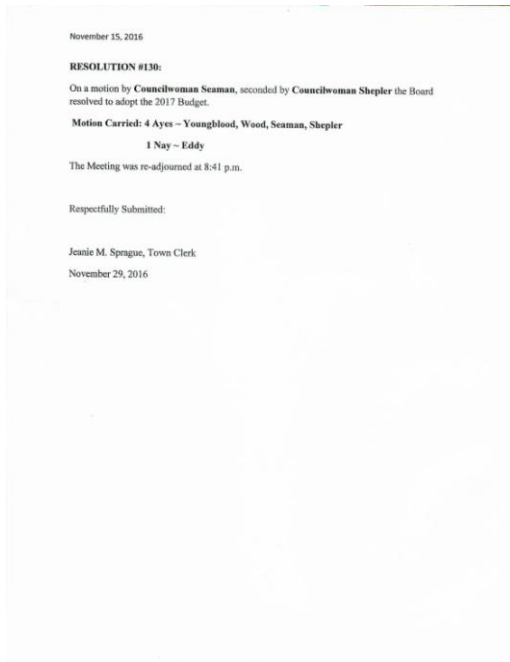 November 15, 2016
RESOLUTION #130:
On a motion by Councilwoman Seaman, seconded by Councilwoman Shepler the Board
resolved to adopt the 2017 Budget.
Motion Carried: 4 Ayes ~ Youngblood, Wood, Seaman, Shepler
1 Nay ~ Eddy
The Meeting was re-adjourned at 8:41 p.m.
Respectfully Submitted:
Jeanie M. Sprague, Town Clerk
November 29, 2016